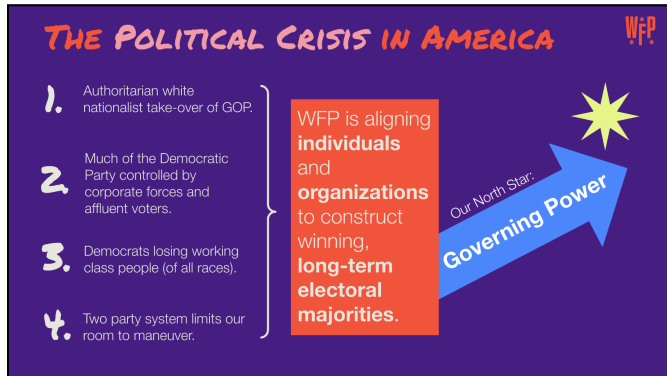 THE POLITICAL CRISIS IN AMERICA
WFP
1. Authoritarian white
nationalist take-over of GOP.
2. Much of the Democratic
Party controlled by
corporate forces and
affluent voters.
3. Democrats losing working
class people (of all races).
4. Two party system limits our
room to maneuver.
WFP is aligning
individuals
and
organizations
to construct
winning,
long-term
electoral
majorities.
Our North Star:
Governing Power